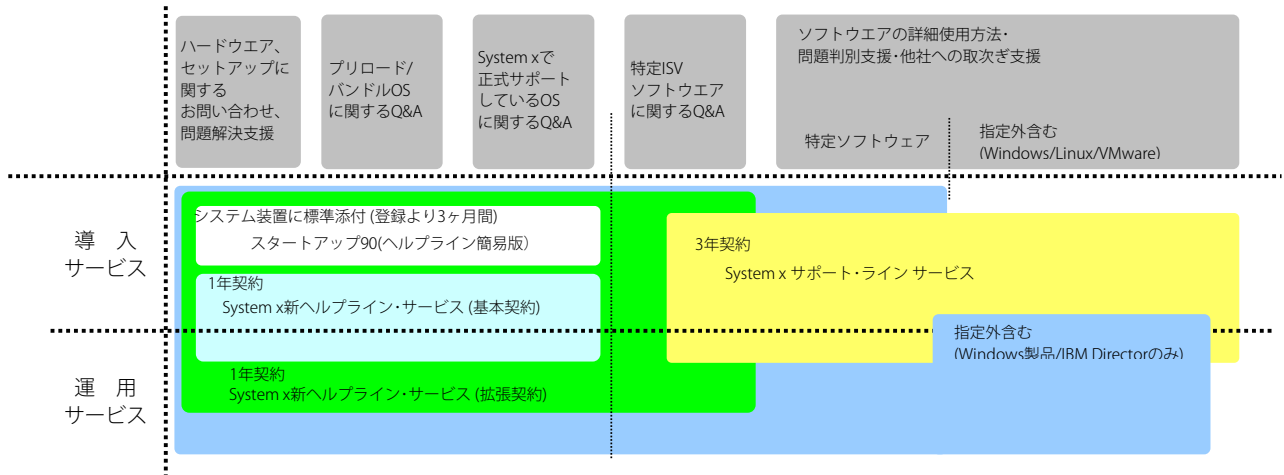 ハードウエア、
セットアップに
関する
お問い合わせ、
問題解決支援
プリロード/
バンドルOS
に関するQ&A
System xで
正式サポート
しているOS
に関するQ&A
特定ISV
ソフトウエア
に関するQ&A
ソフトウエアの詳細使用方法・
問題判別支援・他社への取次ぎ支援
特定ソフトウェア
指定外含む
(Windows/Linux/VMware)
導 入
サービス
システム装置に標準添付 (登録より3ヶ月間)
スタートアップ90(ヘルプライン簡易版)
1年契約
System x新ヘルプライン・サービス (基本契約)
3年契約
System x サポート・ライン サービス
運 用
サービス
1年契約
System x新ヘルプライン・サービス (拡張契約)
指定外含む
(Windows製品/IBM Directorのみ)